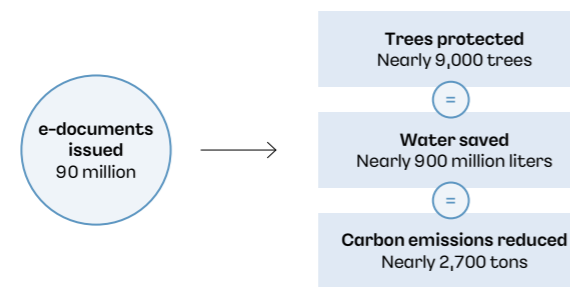 e-documents
issued
90 million
Trees protected
Nearly 9,000 trees
=
Water saved
Nearly 900 million liters
=
Carbon emissions reduced
Nearly 2,700 tons